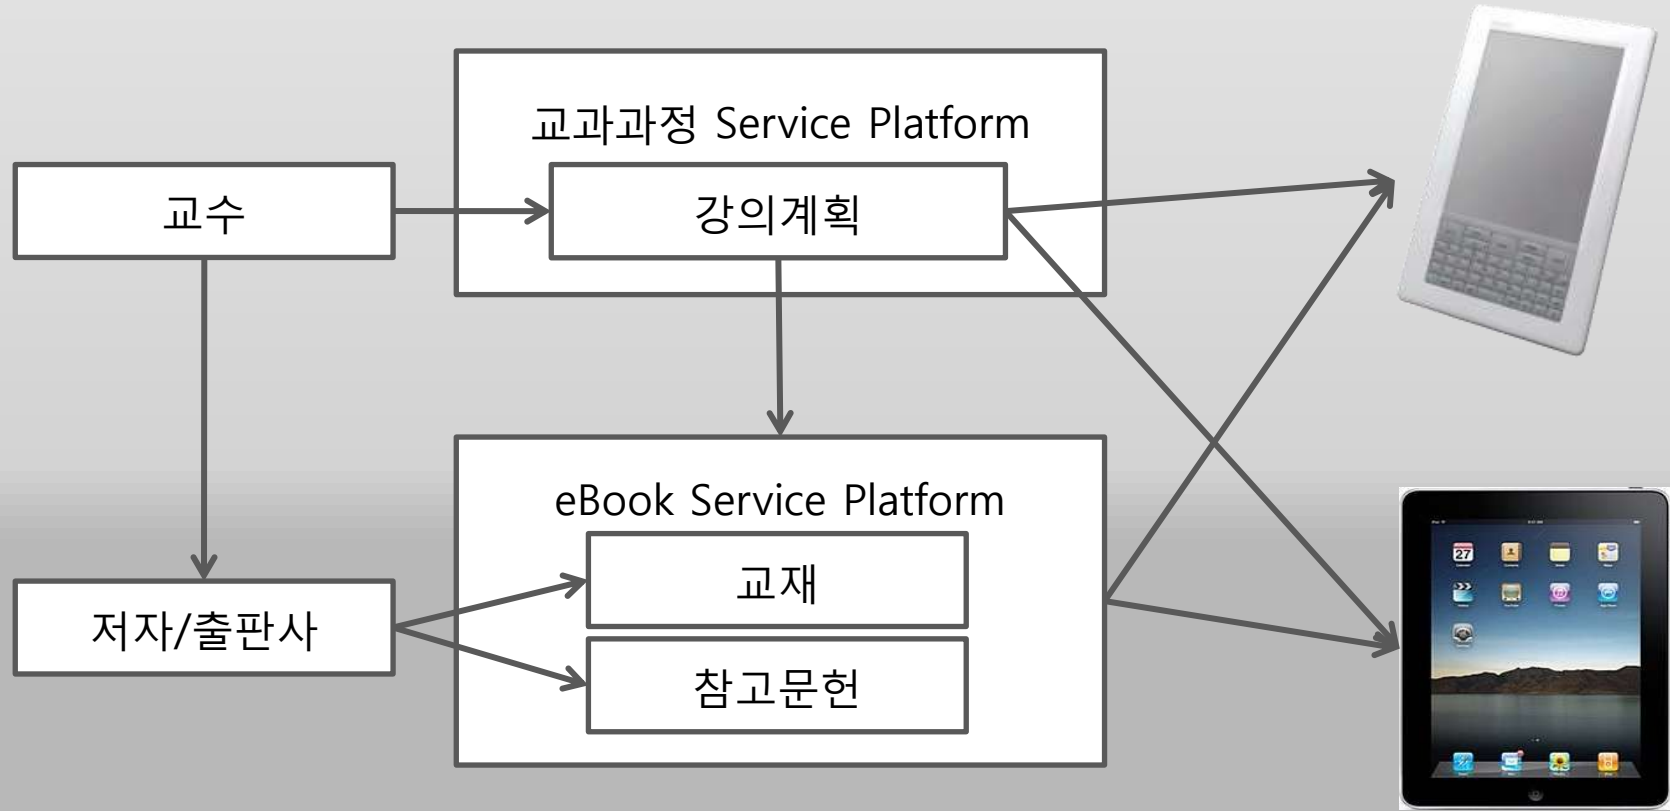 교과과정 Service Platform
교수
강의계획
eBook Service Platform
교재
저자/출판사
참고문헌
27